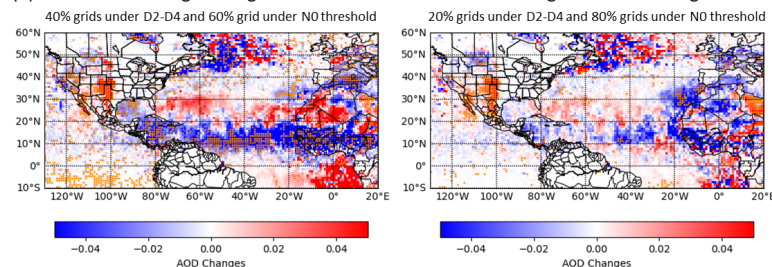 40% grids under D2-D4 and 60% grid under N0 threshold
20% grids under D2-D4 and 80% grids under N0 threshold
60°N
50°N
40°N
30°N
20°N
10°N
0°
10°S
120°W 100°W 80°W 60°W 40°W 20°W 0° 20°E
60°N
50°N
40°N
30°N
20°N
10°N
0°
10°S
120°W 100°W 80°W 60°W 40°W 20°W 0° 20°E
−0.04 −0.02 0.00 0.02 0.04
AOD Changes
−0.04 −0.02 0.00 0.02 0.04
AOD Changes